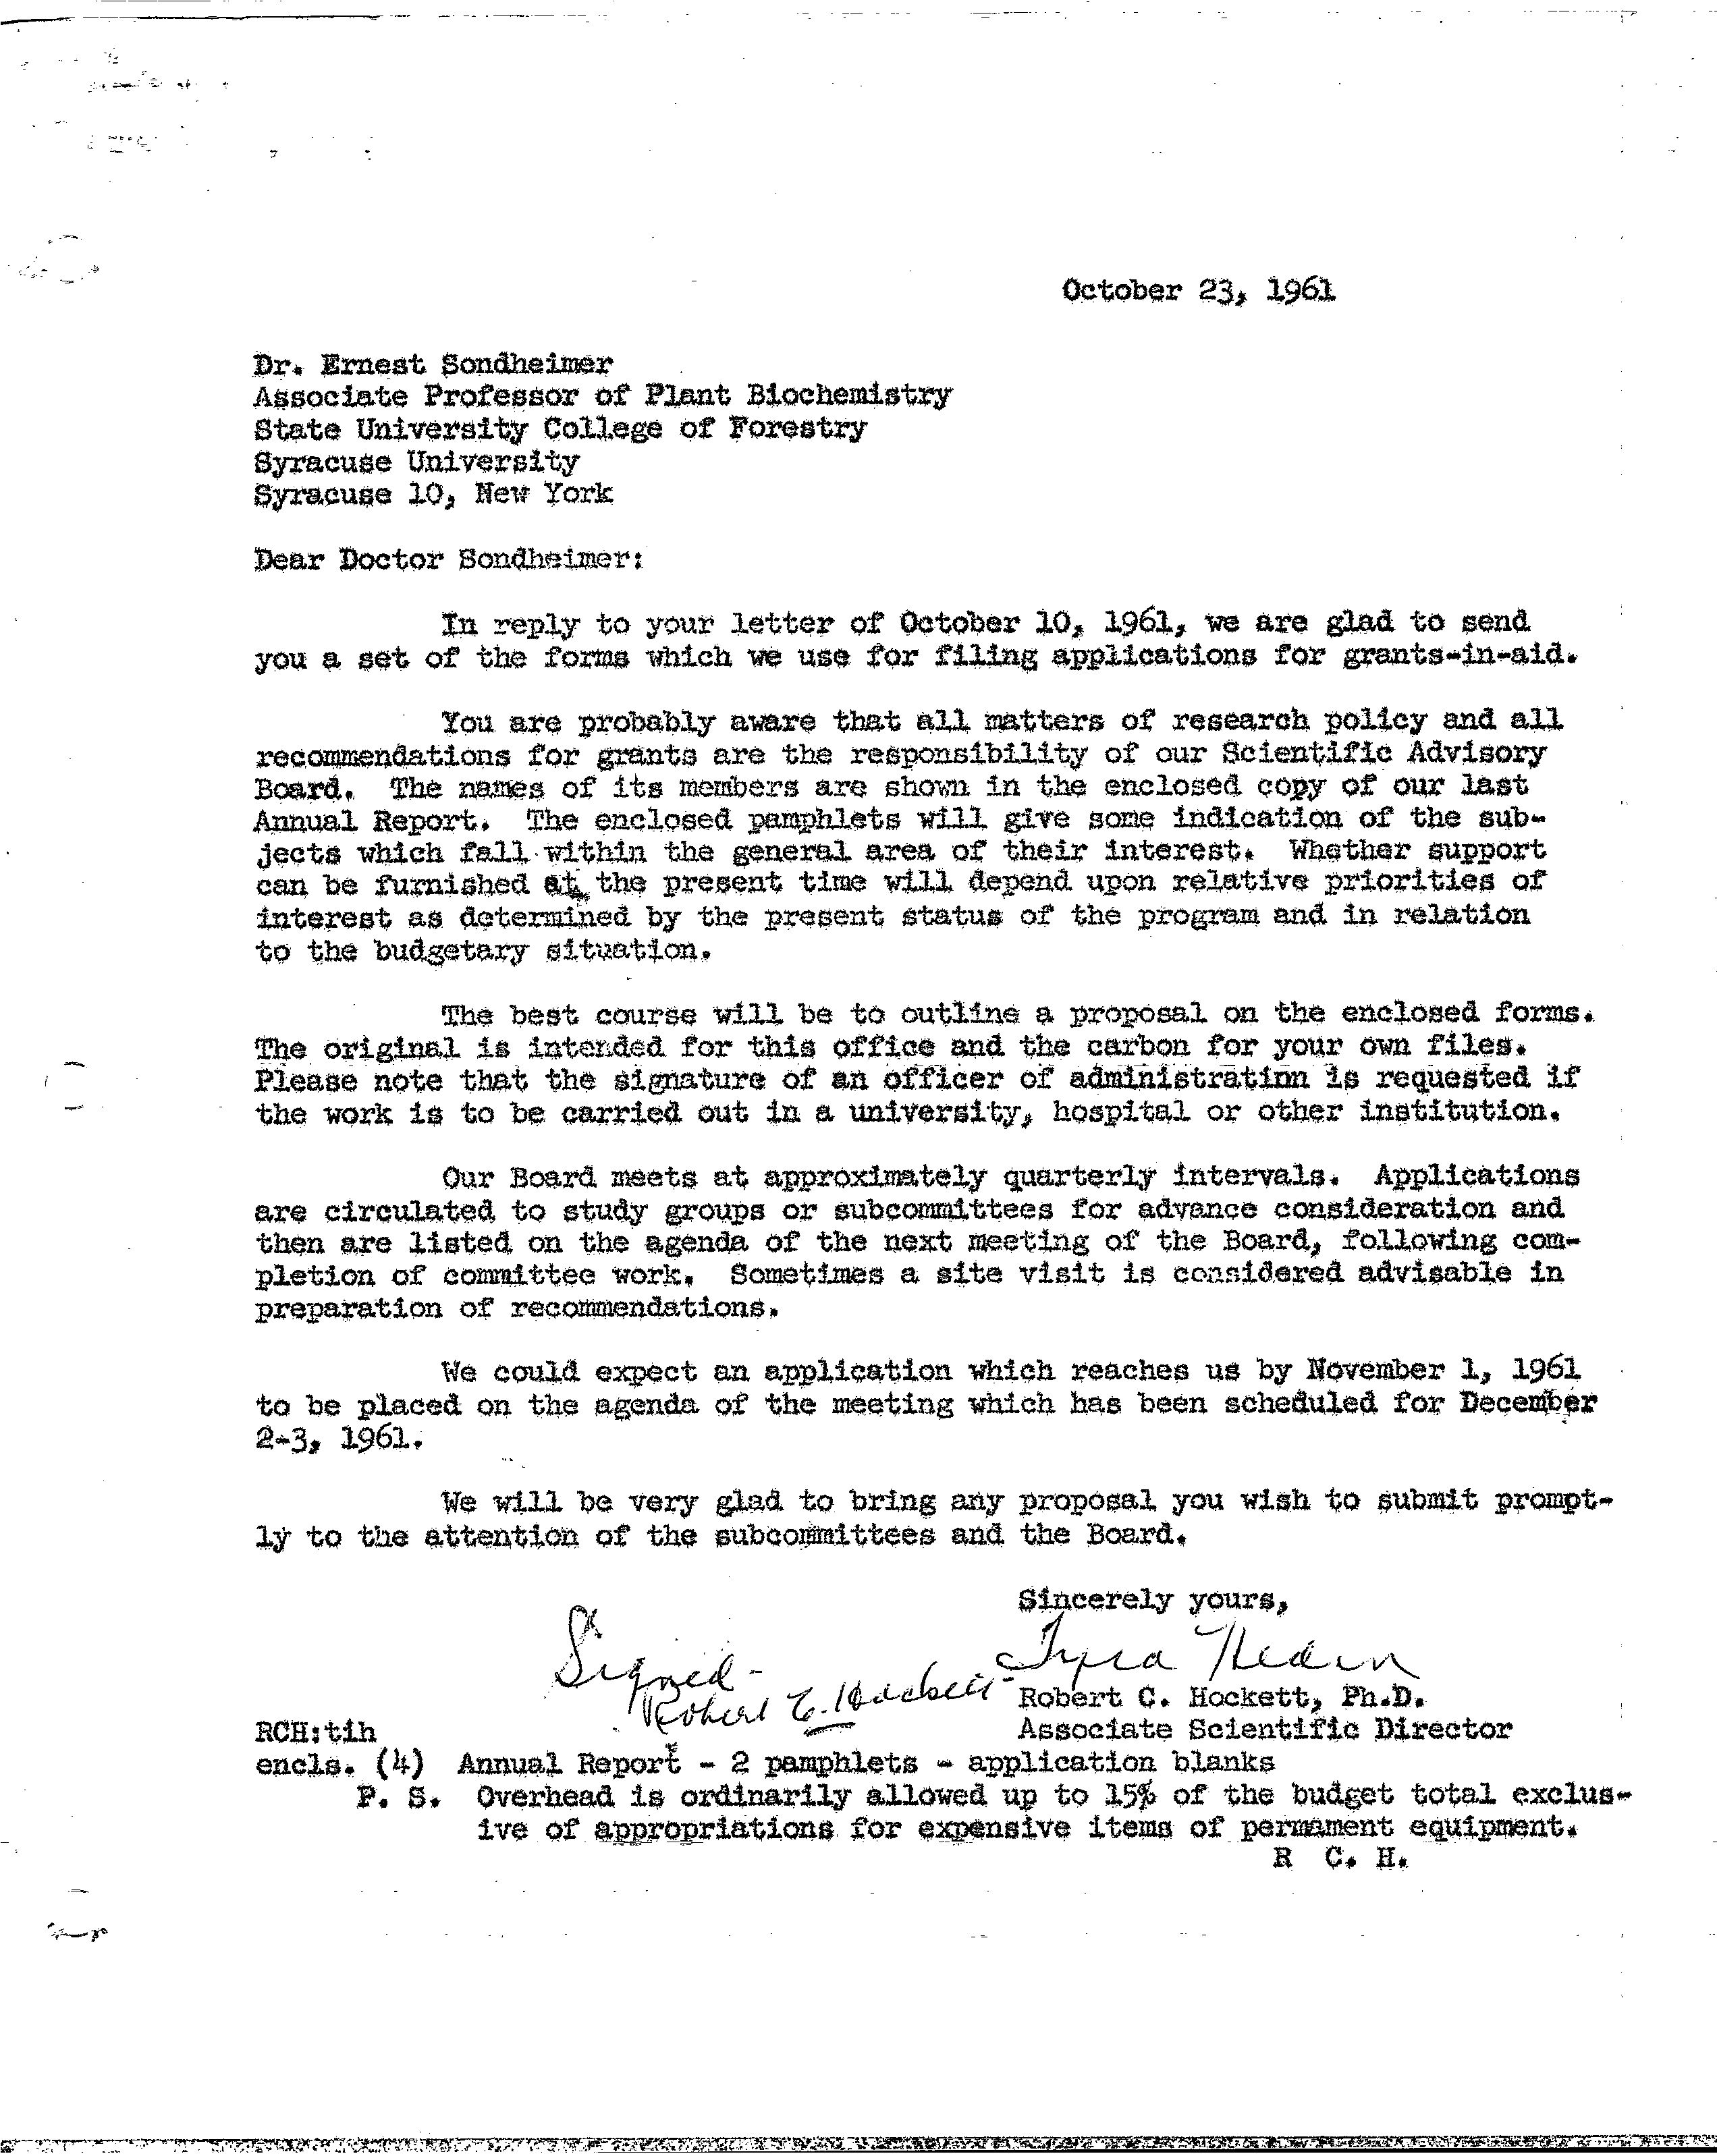 October 23, 1961
Dr. Ernest Sondheimer
Associate Professor of Plant Biochemistry
State University College of Forestry
Syracuse University
Syracuse 10, New York
Dear Doctor Sondheimer:
In reply to your letter of October 10, 1961, we are glad to send
you a set of the forms which we use for filing applications for grants-in-aid.
You are probably aware that all matters of research policy and all
recommendations for grants are the responsibility of our Scientific Advisory
Board. The names of its members are shown in the enclosed copy of our last
Annual Report. The enclosed pamphlets will give some indication of the sub-
jects which fall within the general area of their interest. Whether support
can be furnished at the present time will depend upon relative priorities of
interest as determined by the present status of the program and in relation
to the budgetary situation.
The best course will be to outline a proposal on the enclosed forms.
The original is intended for this office and the carbon for your own files.
Please note that the signature of an officer of administratinn is requested if
the work is to be carried out in a university, hospital or other institution.
Our Board meets at approximately quarterly intervals. Applications
are circulated to study groups or subcommittees for advance consideration and
then are listed on the agenda of the next meeting of the Board, following com-
pletion of committee work. Sometimes a site visit is considered advisable in
preparation of recommendations.
We could expect an application which reaches us by November 1, 1961
to be placed on the agenda of the meeting which has been scheduled for December
2-3, 1961.
We will be very glad to bring any proposal you wish to submit prompt-
ly to the attention of the subcommittees and the Board.
Sincerely yours,
Signed-
Robert C. Hockett
Robert C. Hockett, Ph.D.
Associate Scientific Director
RCH:tih
encls. (4) Annual Report - 2 pamphlets - application blanks
P. S. Overhead is ordinarily allowed up to 15% of the budget total exclus-
ive of appropriations for expensive items of permament equipment.
R C. H.